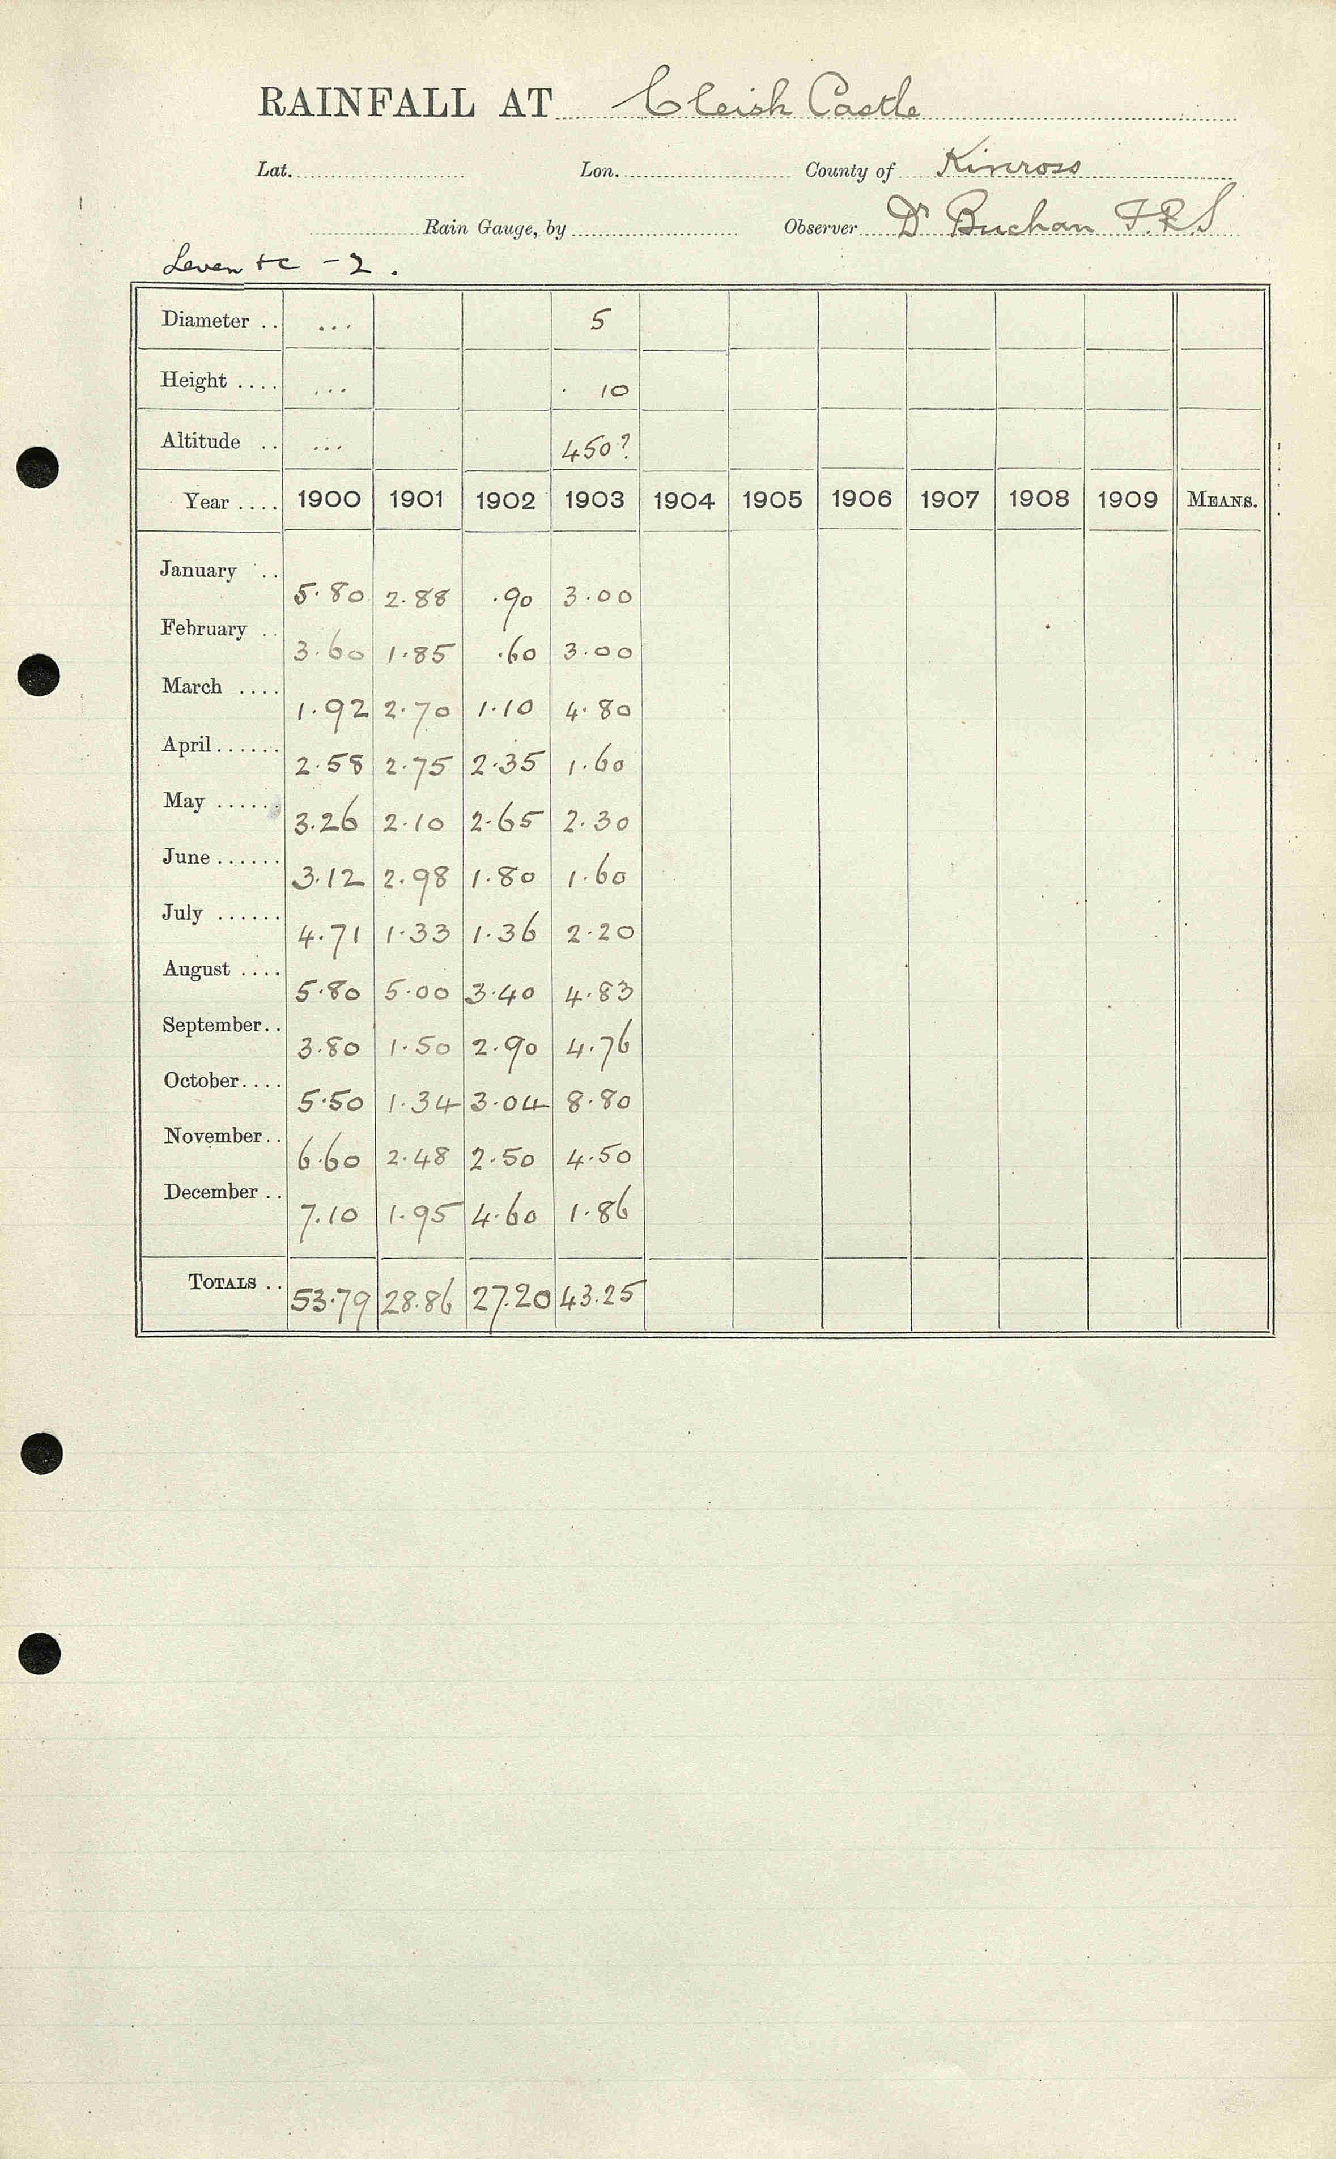 RAINFALL AT Cleish Castle
Lat. Lon. County of Kinross
Rain Gauge, by Observer Dr Buchan F.R.S
Leven &c - 2.
Diameter .. ... 5
Height .... ... 10
Altitude .. ... 450?
Year .... 1900 1901 1902 1903 1904 1905 1906 1907 1908 1909 MEANS.
January .. 5.80 2.88 .90 3.00
February .. 3.60 1.85 .60 3.00
March .... 1.92 2.70 1.10 4.80
April ...... 2.58 2.75 2.35 1.60
May ...... 3.26 2.10 2.65 2.30
June ...... 3.12 2.98 1.80 1.60
July ...... 4.71 1.33 1.36 2.20
August .... 5.80 5.00 3.40 4.83
September.. 3.80 1.50 2.90 4.76
October.... 5.50 1.34 3.04 8.80
November.. 6.60 2.48 2.50 4.50
December .. 7.10 1.95 4.60 1.86
TOTALS .. 53.79 28.86 27.20 43.25